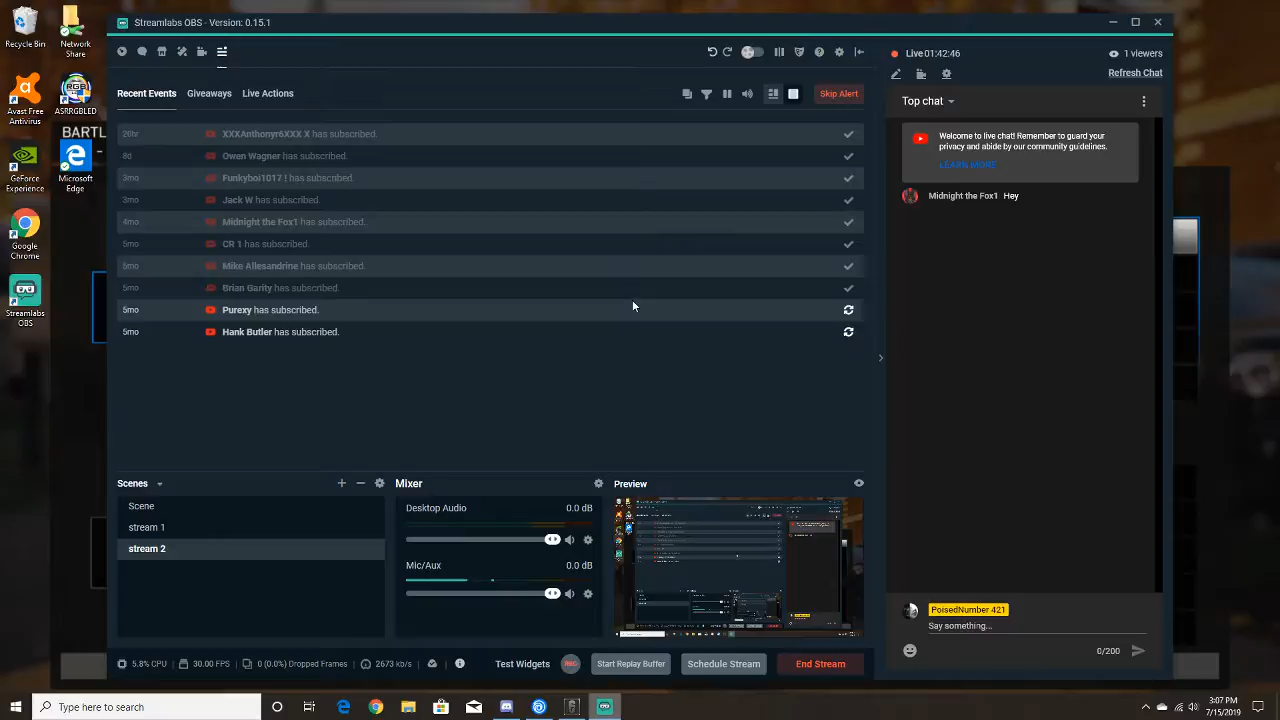 Recycle Bin
Network Share
Avast Free Antivirus
ASRRGBLED
BARTL
Microsoft Edge
GeForce Experience
Google Chrome
Streamlabs OBS
Streamlabs OBS - Version: 0.15.1
Recent Events Giveaways Live Actions Skip Alert
20hr XXXAnthonyr6XXX X has subscribed.
8d Owen Wagner has subscribed.
3mo Funkyboi1017 ! has subscribed.
3mo Jack W has subscribed.
4mo Midnight the Fox1 has subscribed.
5mo CR 1 has subscribed.
5mo Mike Allesandrine has subscribed.
5mo Brian Garity has subscribed.
5mo Purexy has subscribed.
5mo Hank Butler has subscribed.
Scenes
Scene
stream 1
stream 2
Mixer
Desktop Audio 0.0 dB
Mic/Aux 0.0 dB
Preview
5.8% CPU 30.00 FPS 0 (0.0%) Dropped Frames 2673 kb/s Test Widgets REC Start Replay Buffer Schedule Stream End Stream
Live 01:42:46 1 viewers
Refresh Chat
Top chat
Welcome to live chat! Remember to guard your
privacy and abide by our community guidelines.
LEARN MORE
Midnight the Fox1 Hey
PoisedNumber 421
Say something...
0/200
Type here to search
3:07 PM
7/15/2019